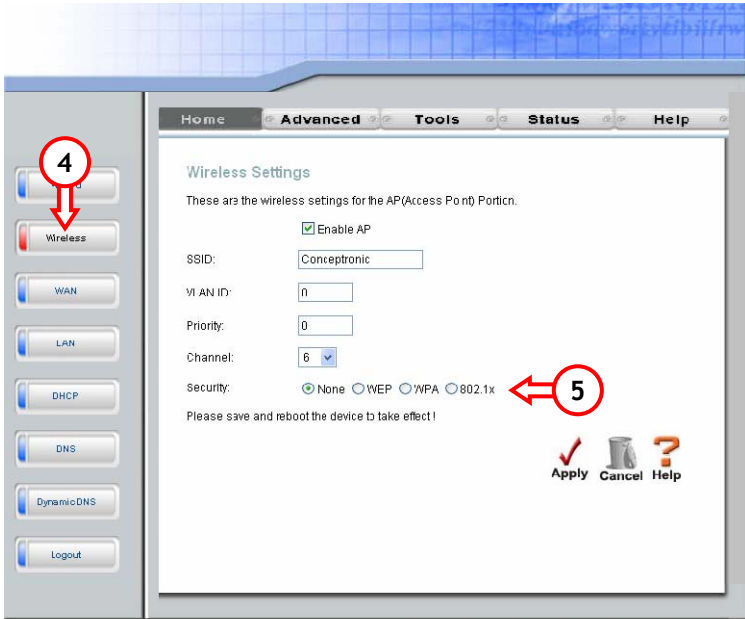 Home Advanced Tools Status Help
4
Wireless
WAN
LAN
DHCP
DNS
DynamicDNS
Logout
Wireless Settings
These are the wireless settings for the AP(Access Point) Portion.
Enable AP
SSID: Conceptronic
VLAN ID: 0
Priority: 0
Channel: 6
Security: None WEP WPA 802.1x
5
Please save and reboot the device to take effect !
Apply Cancel Help